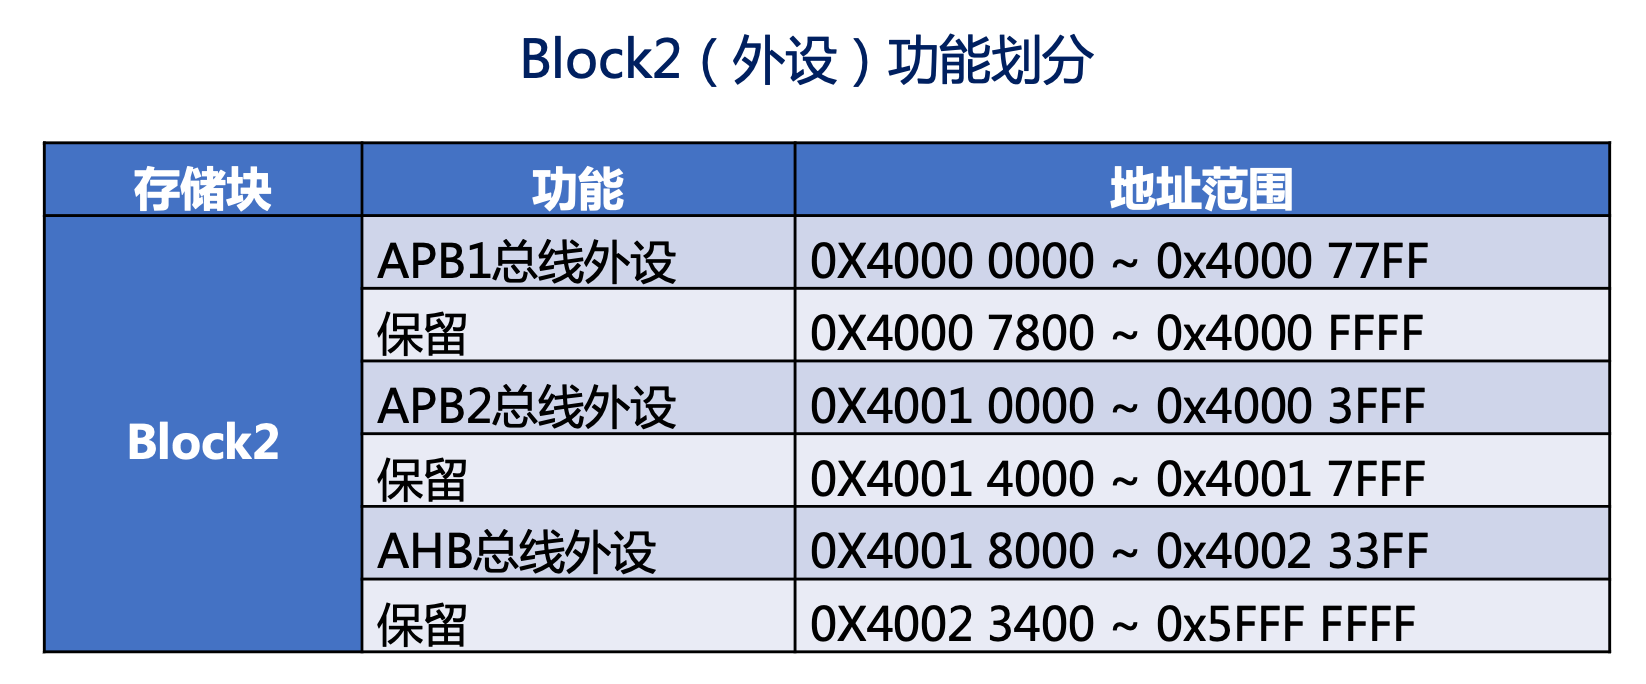 Block2（外设）功能划分
存储块 功能 地址范围
Block2
APB1总线外设 0X4000 0000 ~ 0x4000 77FF
保留 0X4000 7800 ~ 0x4000 FFFF
APB2总线外设 0X4001 0000 ~ 0x4000 3FFF
保留 0X4001 4000 ~ 0x4001 7FFF
AHB总线外设 0X4001 8000 ~ 0x4002 33FF
保留 0X4002 3400 ~ 0x5FFF FFFF